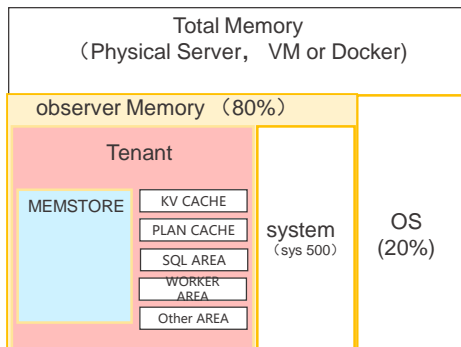 Total Memory
（Physical Server， VM or Docker)
observer Memory （80%）
Tenant
MEMSTORE
KV CACHE
PLAN CACHE
SQL AREA
WORKER
AREA
Other AREA
system
（sys 500）
OS
(20%)